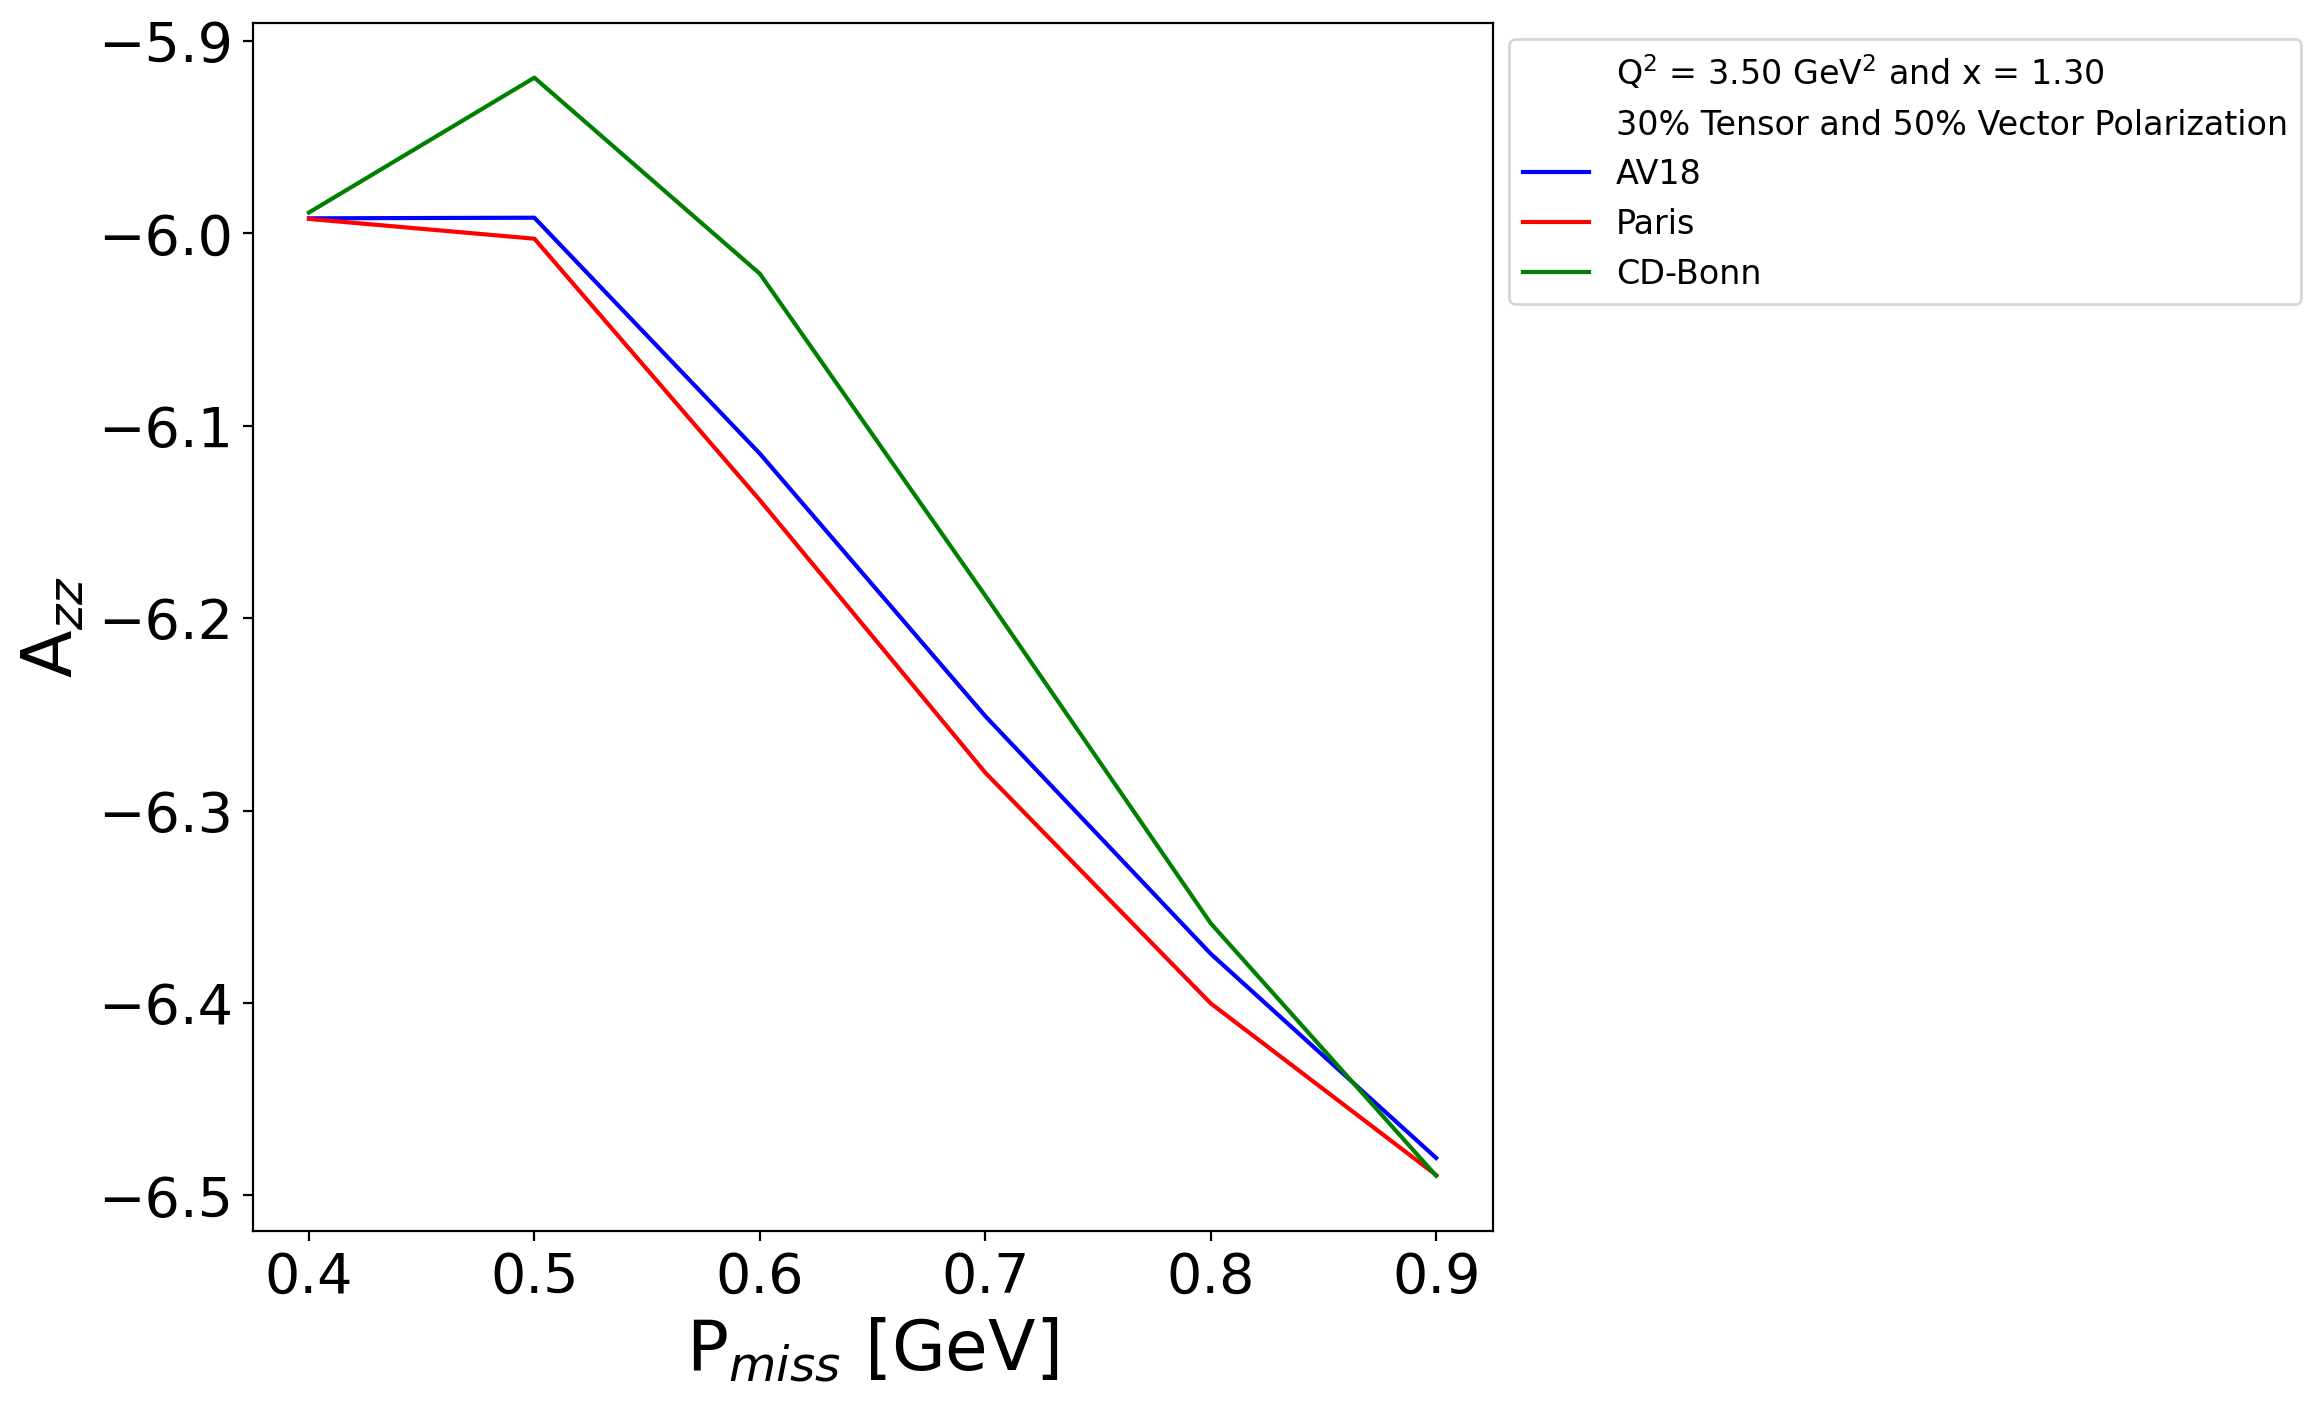 −5.9
−6.0
−6.1
−6.2
−6.3
−6.4
−6.5
A_zz
0.4 0.5 0.6 0.7 0.8 0.9
P_miss [GeV]
Q² = 3.50 GeV² and x = 1.30
30% Tensor and 50% Vector Polarization
AV18
Paris
CD-Bonn